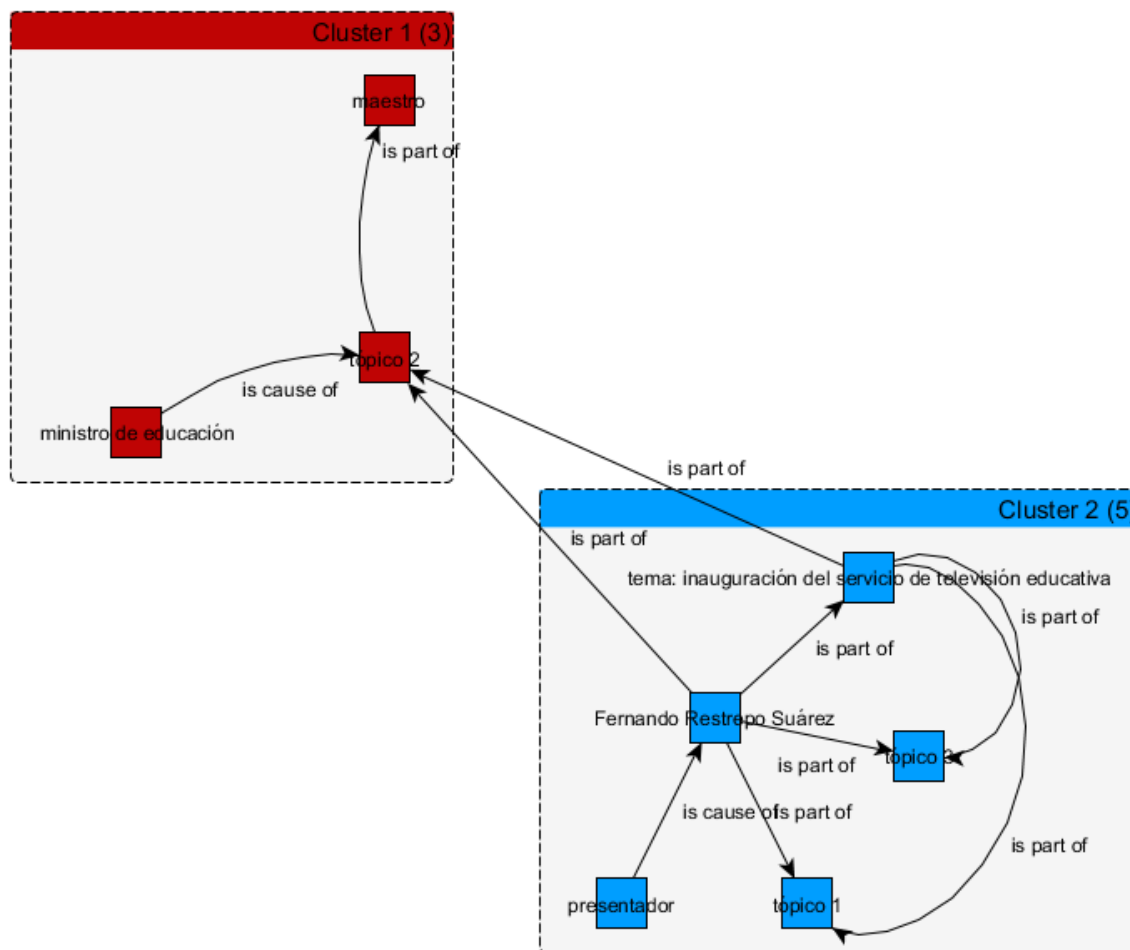 Cluster 1 (3)
maestro
is part of
tópico 2
is cause of
ministro de educación
is part of
Cluster 2 (5
is part of
tema: inauguración del servicio de televisión educativa
is part of
is part of
Fernando Restrepo Suárez
tópico 3
is part of
is cause of
is part of
is part of
presentador
tópico 1